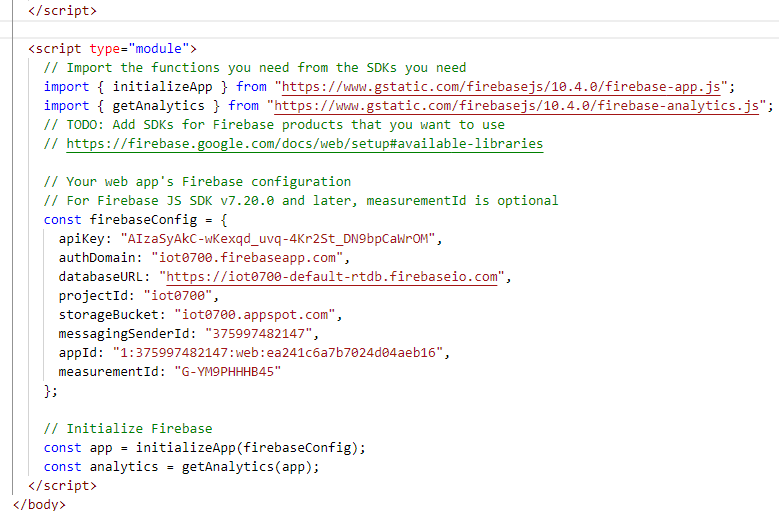 </script>
<script type="module">
// Import the functions you need from the SDKs you need
import { initializeApp } from "https://www.gstatic.com/firebasejs/10.4.0/firebase-app.js";
import { getAnalytics } from "https://www.gstatic.com/firebasejs/10.4.0/firebase-analytics.js";
// TODO: Add SDKs for Firebase products that you want to use
// https://firebase.google.com/docs/web/setup#available-libraries
// Your web app's Firebase configuration
// For Firebase JS SDK v7.20.0 and later, measurementId is optional
const firebaseConfig = {
apiKey: "AIzaSyAkC-wKexqd_uvq-4Kr2St_DN9bpCaWrOM",
authDomain: "iot0700.firebaseapp.com",
databaseURL: "https://iot0700-default-rtdb.firebaseio.com",
projectId: "iot0700",
storageBucket: "iot0700.appspot.com",
messagingSenderId: "375997482147",
appId: "1:375997482147:web:ea241c6a7b7024d04aeb16",
measurementId: "G-YM9PHHHB45"
};
// Initialize Firebase
const app = initializeApp(firebaseConfig);
const analytics = getAnalytics(app);
</script>
</body>